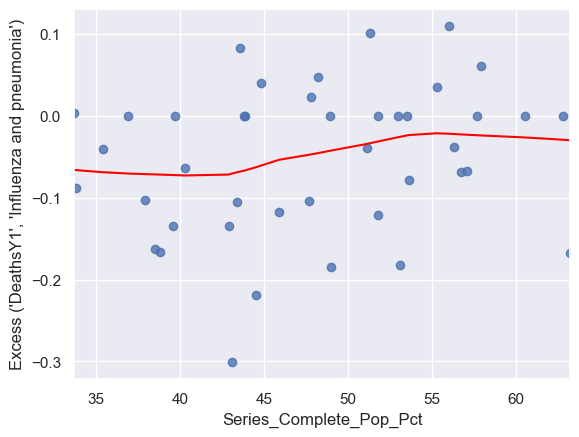 Excess ('DeathsY1', 'Influenza and pneumonia')
0.1
0.0
−0.1
−0.2
−0.3
35 40 45 50 55 60
Series_Complete_Pop_Pct